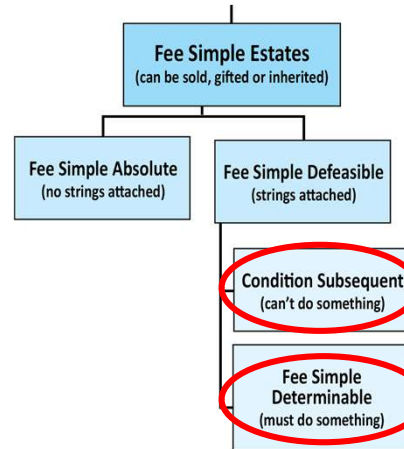 Fee Simple Estates
(can be sold, gifted or inherited)
Fee Simple Absolute
(no strings attached)
Fee Simple Defeasible
(strings attached)
Condition Subsequent
(can't do something)
Fee Simple
Determinable
(must do something)